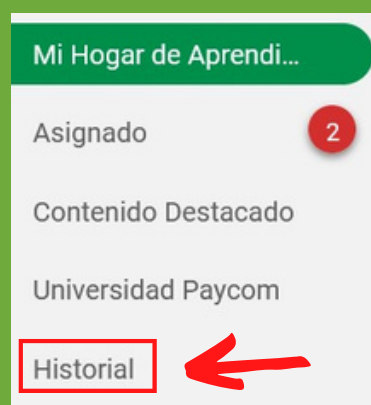 Mi Hogar de Aprendi...
Asignado
2
Contenido Destacado
Universidad Paycom
Historial